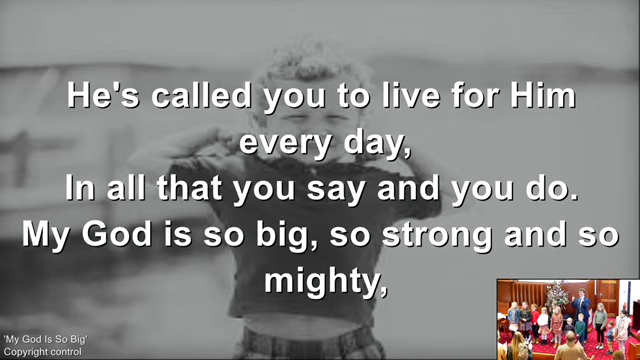 He's called you to live for Him
every day,
In all that you say and you do.
My God is so big, so strong and so
mighty,
'My God Is So Big'
Copyright control